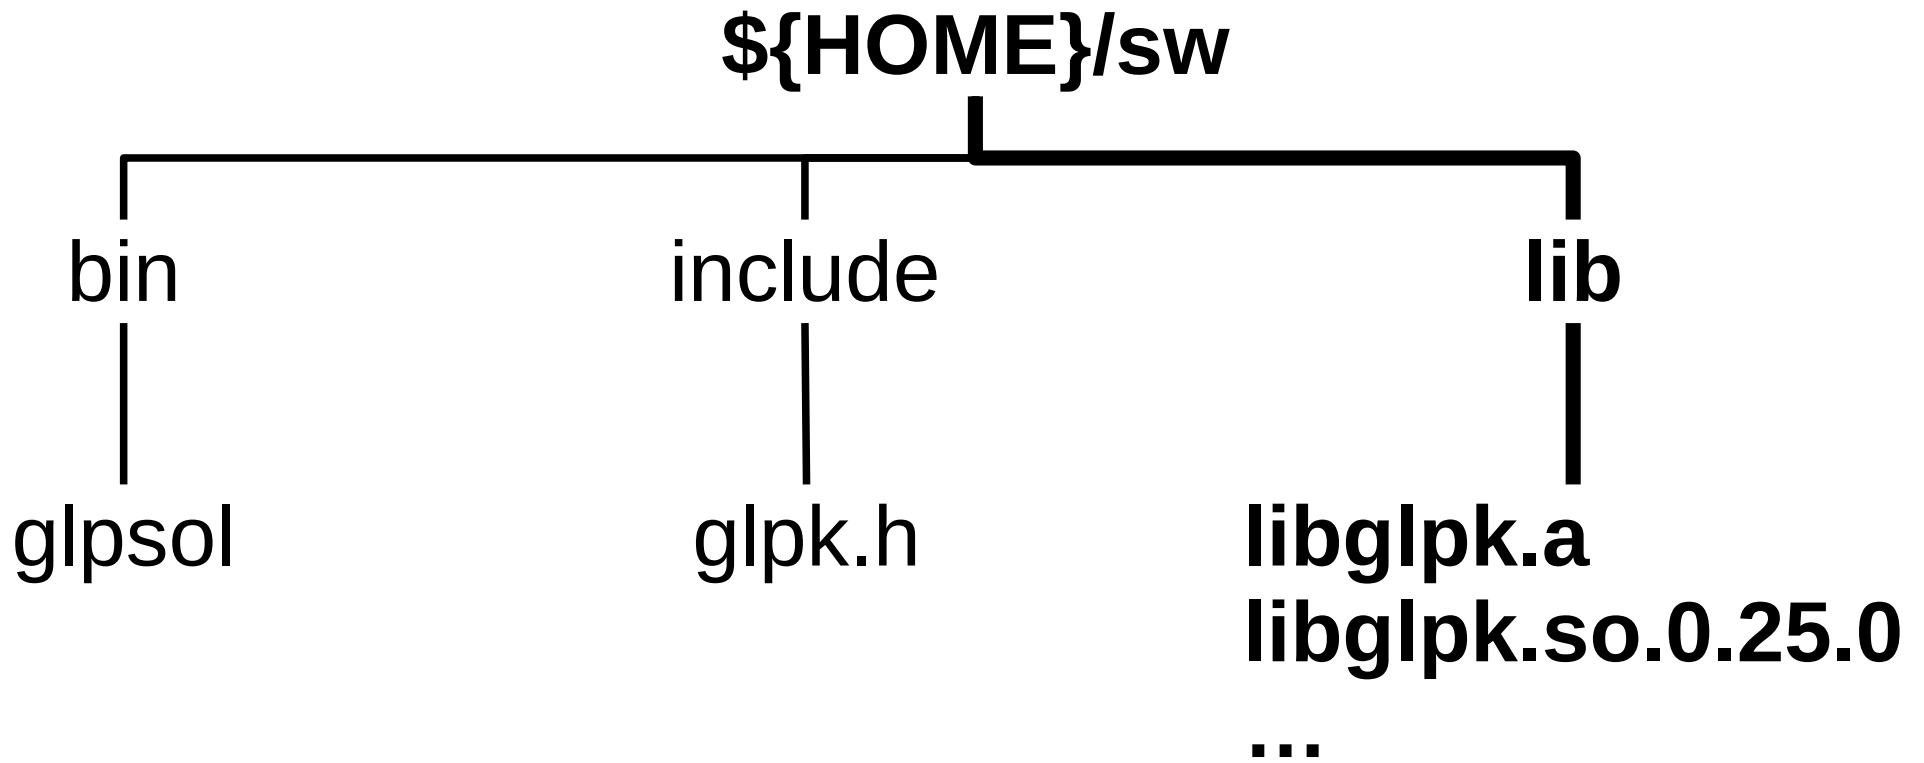 ${HOME}/sw
bin
include
lib
glpsol
glpk.h
libglpk.a
libglpk.so.0.25.0
...